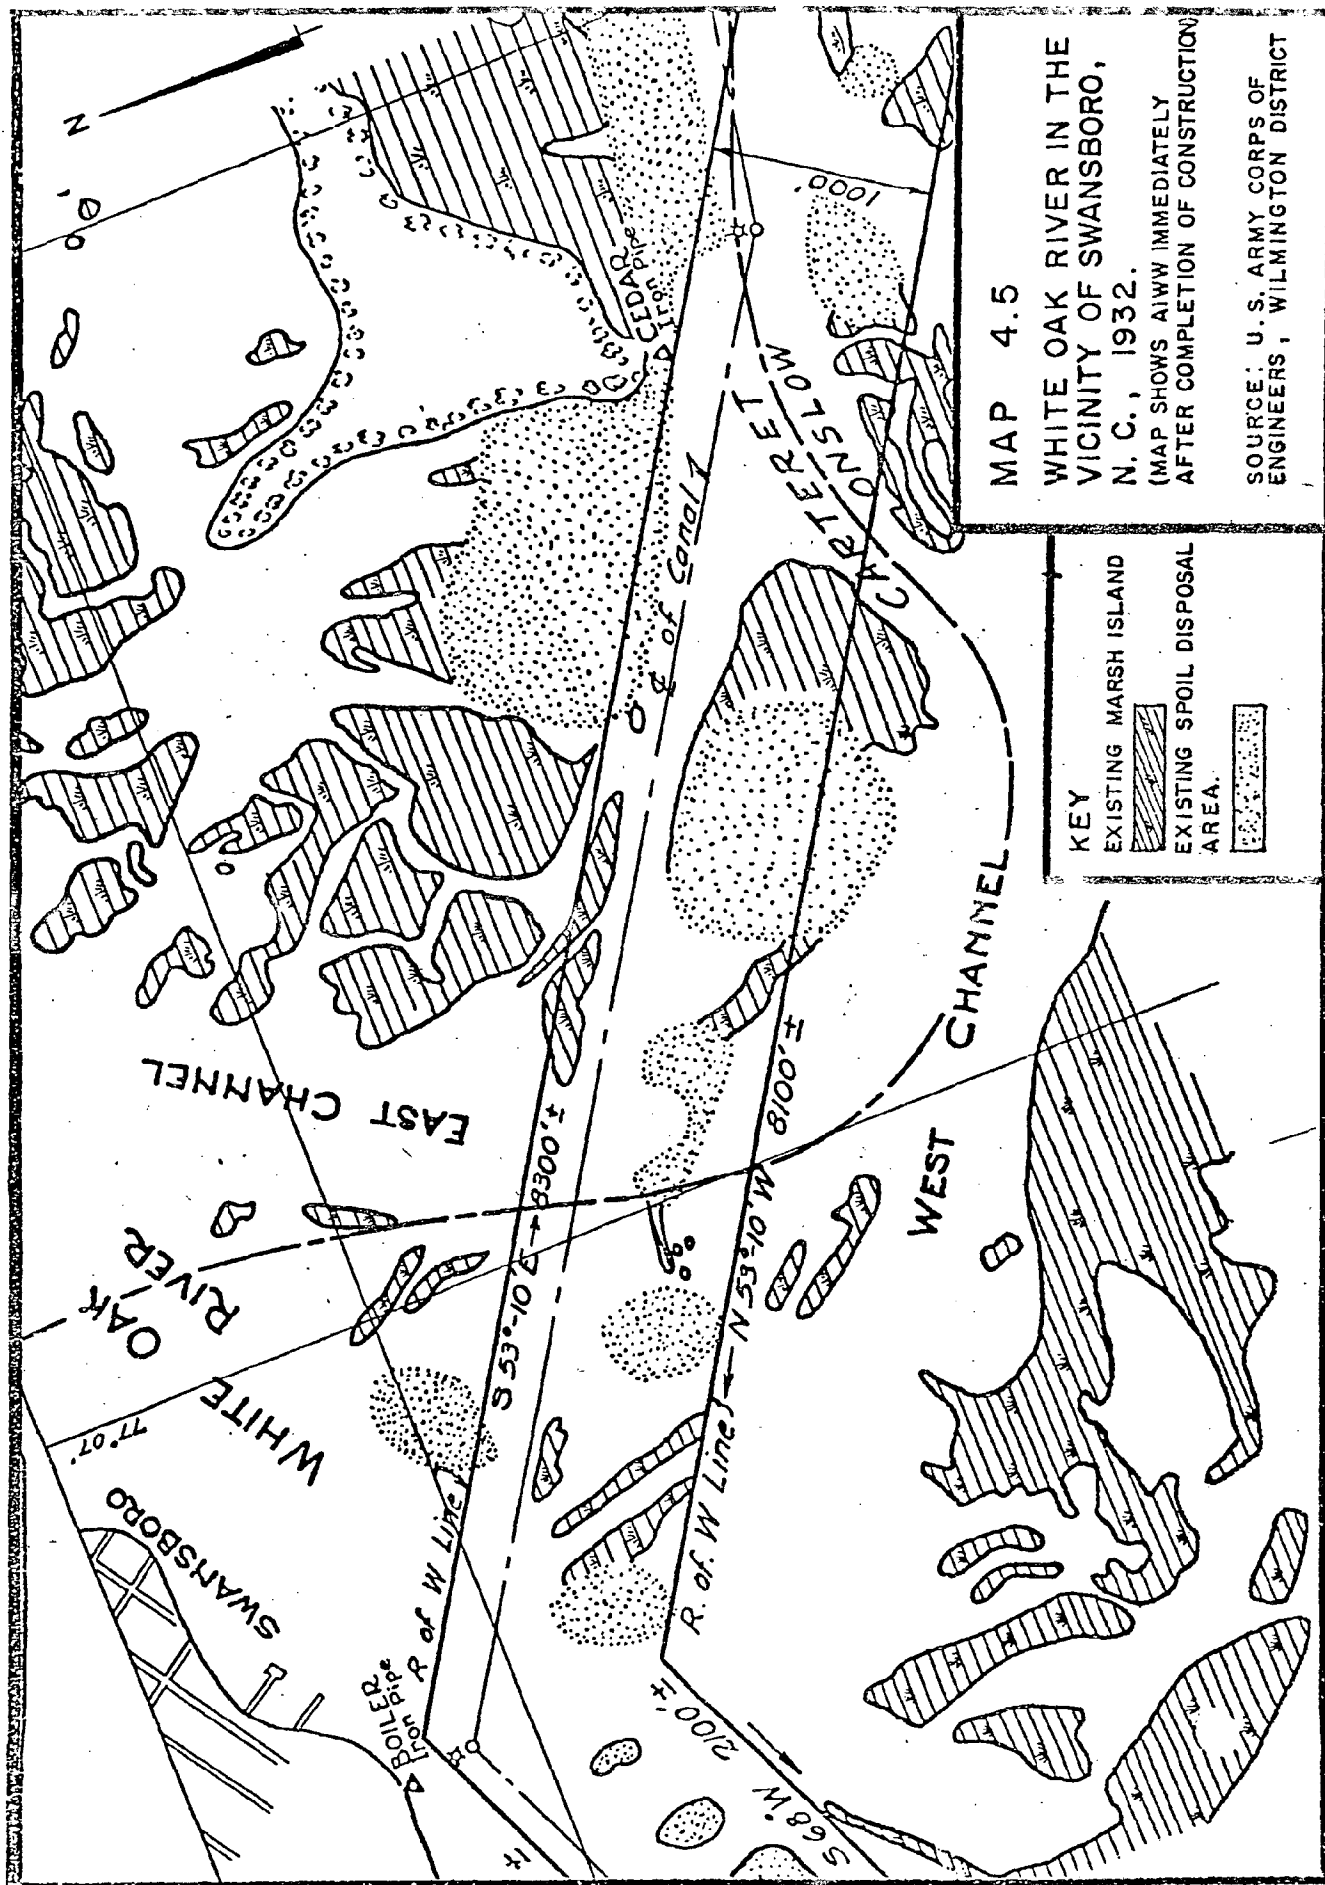 MAP 4.5
WHITE OAK RIVER IN THE
VICINITY OF SWANSBORO,
N. C., 1932.
(MAP SHOWS AIWW IMMEDIATELY
AFTER COMPLETION OF CONSTRUCTION)
SOURCE: U. S. ARMY CORPS OF
ENGINEERS, WILMINGTON DISTRICT
KEY
EXISTING MARSH ISLAND
EXISTING SPOIL DISPOSAL
AREA.
N
SWANSBORO
77°07'
WHITE
OAK
RIVER
EAST CHANNEL
WEST
CHANNEL
BOILER
Iron Pipe
R of W Line
S 53°-10' E
8300' ±
℄ of Canal
CEDAR
Iron Pipe
1000'
CARTERET
ONSLOW
R. of W Line
N 53°-10' W
8100' ±
2100' ±
S 68° W